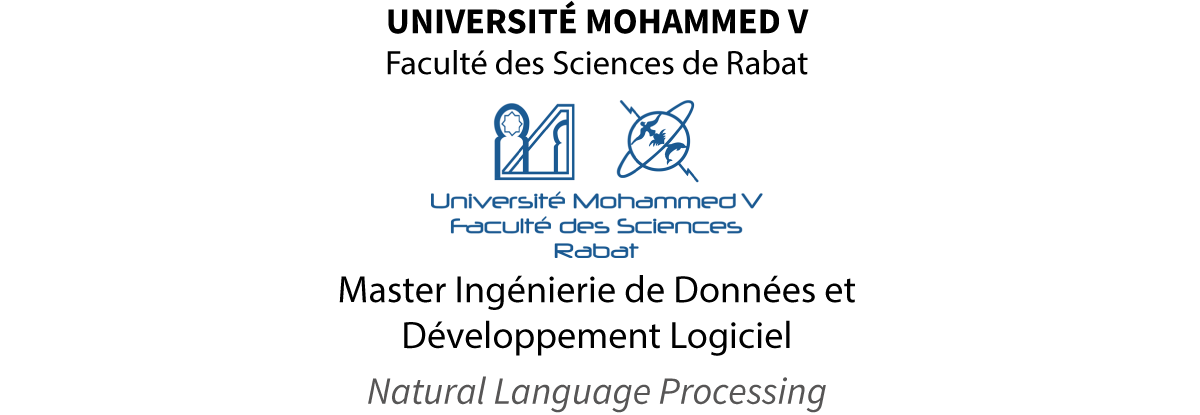 UNIVERSITÉ MOHAMMED V
Faculté des Sciences de Rabat
Université Mohammed V
Faculté des Sciences
Rabat
Master Ingénierie de Données et
Développement Logiciel
Natural Language Processing